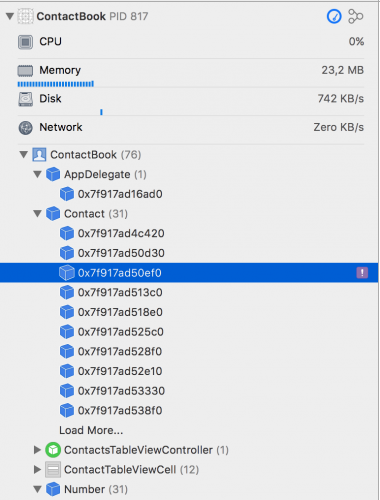 ContactBook PID 817
CPU 0%
Memory 23,2 MB
Disk 742 KB/s
Network Zero KB/s
ContactBook (76)
AppDelegate (1)
0x7f917ad16ad0
Contact (31)
0x7f917ad4c420
0x7f917ad50d30
0x7f917ad50ef0 !
0x7f917ad513c0
0x7f917ad518e0
0x7f917ad525c0
0x7f917ad528f0
0x7f917ad52e10
0x7f917ad53330
0x7f917ad538f0
Load More...
ContactsTableViewController (1)
ContactTableViewCell (12)
Number (31)